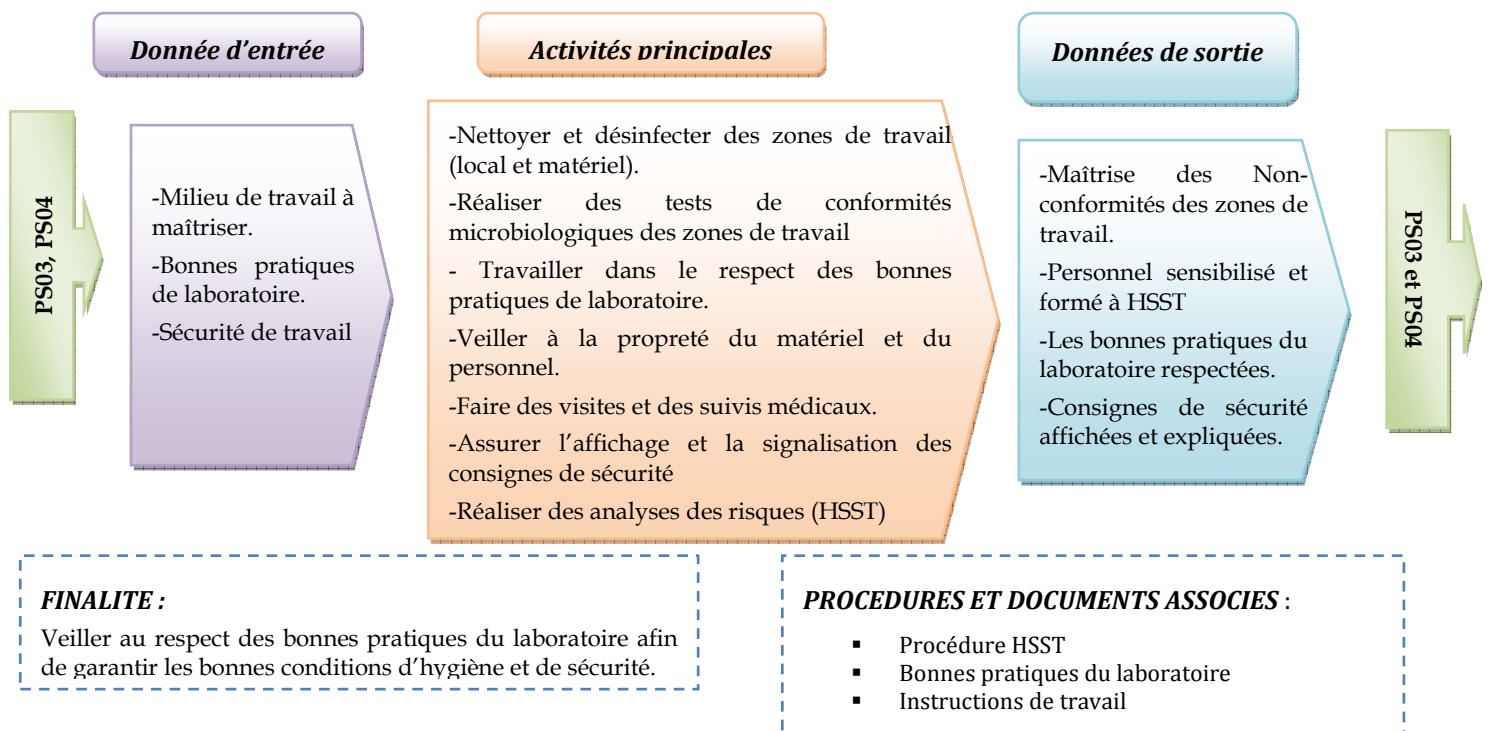 Donnée d'entrée
Activités principales
Données de sortie
PS03, PS04
-Milieu de travail à
maîtriser.
-Bonnes pratiques
de laboratoire.
-Sécurité de travail
-Nettoyer et désinfecter des zones de travail
(local et matériel).
-Réaliser des tests de conformités
microbiologiques des zones de travail
- Travailler dans le respect des bonnes
pratiques de laboratoire.
-Veiller à la propreté du matériel et du
personnel.
-Faire des visites et des suivis médicaux.
-Assurer l'affichage et la signalisation des
consignes de sécurité
-Réaliser des analyses des risques (HSST)
-Maîtrise des Non-
conformités des zones de
travail.
-Personnel sensibilisé et
formé à HSST
-Les bonnes pratiques du
laboratoire respectées.
-Consignes de sécurité
affichées et expliquées.
PS03 et PS04
FINALITE :
Veiller au respect des bonnes pratiques du laboratoire afin
de garantir les bonnes conditions d'hygiène et de sécurité.
PROCEDURES ET DOCUMENTS ASSOCIES :
▪ Procédure HSST
▪ Bonnes pratiques du laboratoire
▪ Instructions de travail